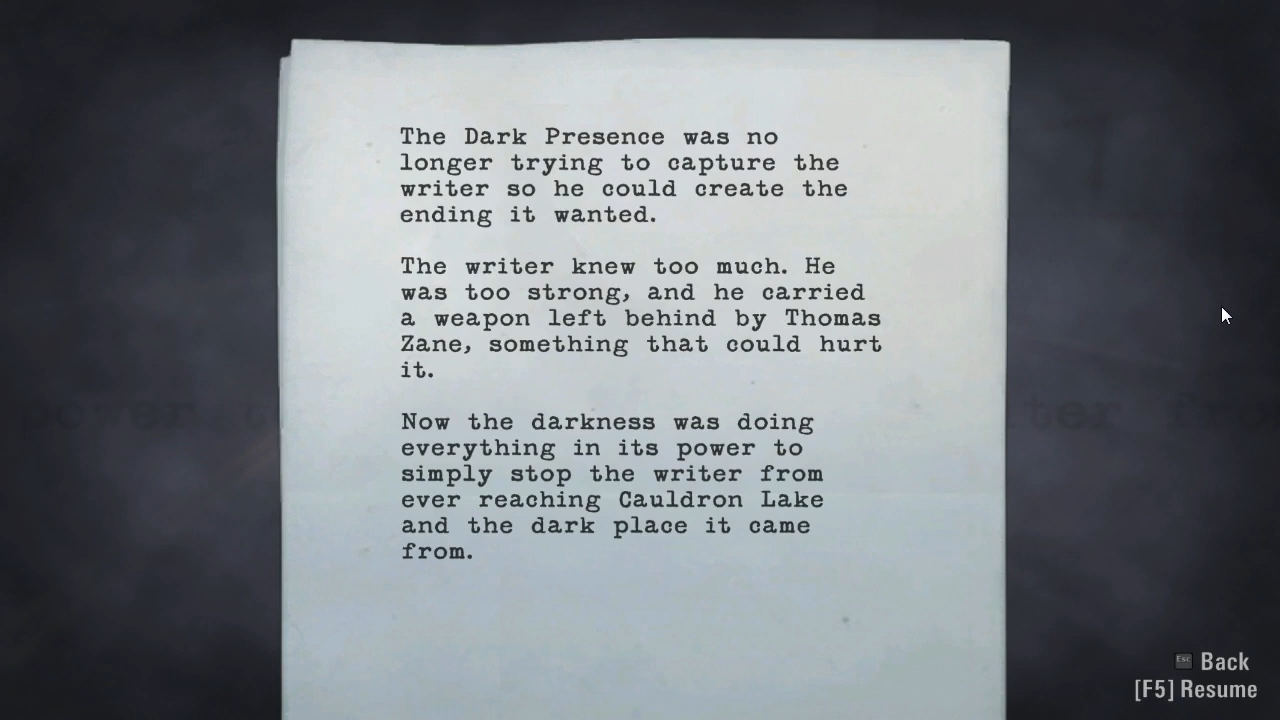 The Dark Presence was no
longer trying to capture the
writer so he could create the
ending it wanted.
The writer knew too much. He
was too strong, and he carried
a weapon left behind by Thomas
Zane, something that could hurt
it.
Now the darkness was doing
everything in its power to
simply stop the writer from
ever reaching Cauldron Lake
and the dark place it came
from.
power
Esc Back
[F5] Resume